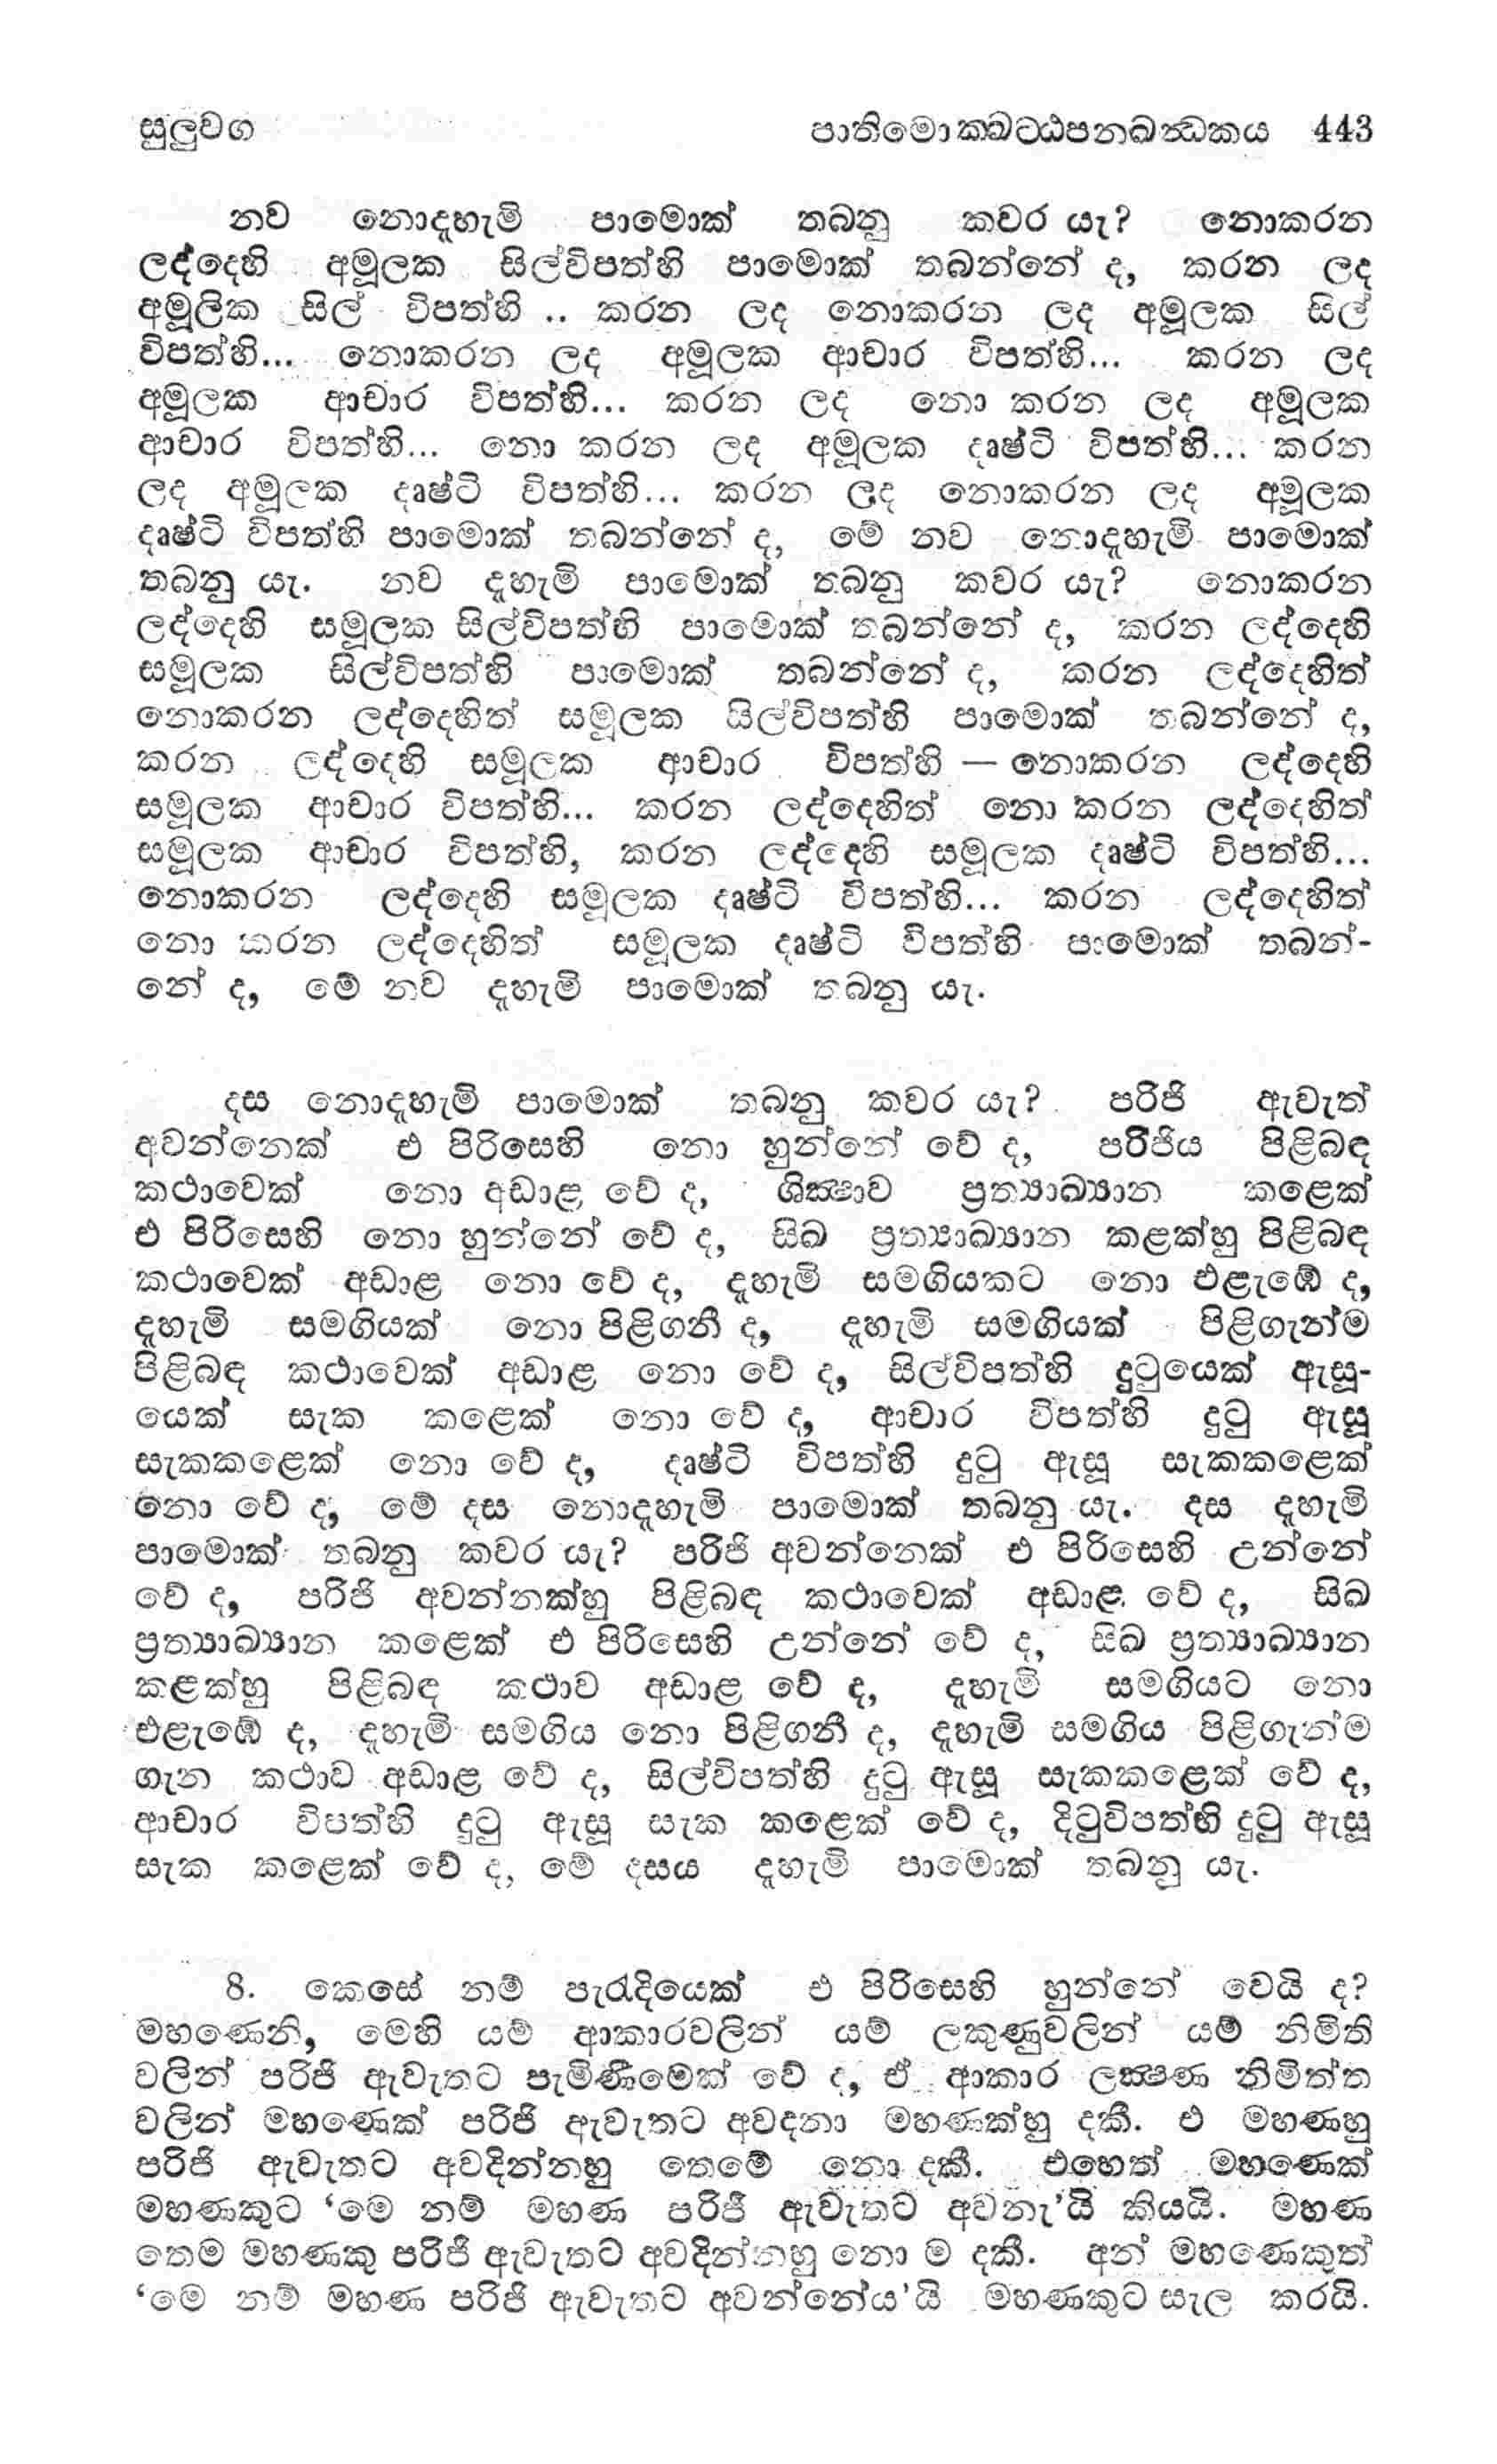 සුලුවග පාතිමොක්ඛට්ඨපනඛන්ධකය 443
නව නොදැහැමි පාමොක් තබනු කවර යැ? නොකරන
ලද්දෙහි අමූලක සිල්විපත්හි පාමොක් තබන්නේ ද, කරන ලද
අමූලික සිල් විපත්හි .. කරන ලද නොකරන ලද අමූලක සිල්
විපත්හි... නොකරන ලද අමූලක ආචාර විපත්හි... කරන ලද
අමූලක ආචාර විපත්හි... කරන ලද නො කරන ලද අමූලක
ආචාර විපත්හි... නො කරන ලද අමූලක දෘෂ්ටි විපත්හි... කරන
ලද අමූලක දෘෂ්ටි විපත්හි... කරන ලද නොකරන ලද අමූලක
දෘෂ්ටි විපත්හි පාමොක් තබන්නේ ද, මේ නව නොදැහැමි පාමොක්
තබනු යැ. නව දැහැමි පාමොක් තබනු කවර යැ? නොකරන
ලද්දෙහි සමූලක සිල්විපත්හි පාමොක් තබන්නේ ද, කරන ලද්දෙහි
සමූලක සිල්විපත්හි පාමොක් තබන්නේ ද, කරන ලද්දෙහිත්
නොකරන ලද්දෙහිත් සමූලක සිල්විපත්හි පාමොක් තබන්නේ ද,
කරන ලද්දෙහි සමූලක ආචාර විපත්හි — නොකරන ලද්දෙහි
සමූලක ආචාර විපත්හි... කරන ලද්දෙහිත් නො කරන ලද්දෙහිත්
සමූලක ආචාර විපත්හි, කරන ලද්දෙහි සමූලක දෘෂ්ටි විපත්හි...
නොකරන ලද්දෙහි සමූලක දෘෂ්ටි විපත්හි... කරන ලද්දෙහිත්
නො කරන ලද්දෙහිත් සමූලක දෘෂ්ටි විපත්හි පාමොක් තබන්-
නේ ද, මේ නව දැහැමි පාමොක් තබනු යැ.
දස නොදැහැමි පාමොක් තබනු කවර යැ? පරිජි ඇවැත්
අවන්නෙක් එ පිරිසෙහි නො හුන්නේ වේ ද, පරිජිය පිළිබඳ
කථාවෙක් නො අඩාළ වේ ද, ශික්‍ෂාව ප්‍රත්‍යාඛ්‍යාන කළෙක්
එ පිරිසෙහි නො හුන්නේ වේ ද, සිඛ ප්‍රත්‍යාඛ්‍යාන කළක්හු පිළිබඳ
කථාවෙක් අඩාළ නො වේ ද, දැහැමි සමගියකට නො එළැඹේ ද,
දැහැමි සමගියක් නො පිළිගනී ද, දැහැමි සමගියක් පිළිගැන්ම
පිළිබඳ කථාවෙක් අඩාළ නො වේ ද, සිල්විපත්හි දුටුයෙක් ඇසූ-
යෙක් සැක කළෙක් නො වේ ද, ආචාර විපත්හි දුටු ඇසූ
සැකකළෙක් නො වේ ද, දෘෂ්ටි විපත්හි දුටු ඇසූ සැකකළෙක්
නො වේ ද, මේ දස නොදැහැමි පාමොක් තබනු යැ. දස දැහැමි
පාමොක් තබනු කවර යැ? පරිජි අවන්නෙක් එ පිරිසෙහි උන්නේ
වේ ද, පරිජි අවන්නක්හු පිළිබඳ කථාවෙක් අඩාළ වේ ද, සිඛ
ප්‍රත්‍යාඛ්‍යාන කළෙක් එ පිරිසෙහි උන්නේ වේ ද, සිඛ ප්‍රත්‍යාඛ්‍යාන
කළක්හු පිළිබඳ කථාව අඩාළ වේ ද, දැහැමි සමගියට නො
එළැඹේ ද, දැහැමි සමගිය නො පිළිගනී ද, දැහැමි සමගිය පිළිගැන්ම
ගැන කථාව අඩාළ වේ ද, සිල්විපත්හි දුටු ඇසූ සැකකළෙක් වේ ද,
ආචාර විපත්හි දුටු ඇසූ සැක කළෙක් වේ ද, දිටුවිපත්හි දුටු ඇසූ
සැක කළෙක් වේ ද, මේ දසය දැහැමි පාමොක් තබනු යැ.
8. කෙසේ නම් පැරැදියෙක් එ පිරිසෙහි හුන්නේ වෙයි ද?
මහණෙනි, මෙහි යම් ආකාරවලින් යම් ලකුණුවලින් යම් නිමිති
වලින් පරිජි ඇවැතට පැමිණීමෙක් වේ ද, ඒ ආකාර ලක්‍ෂණ නිමිත්ත
වලින් මහණෙක් පරිජි ඇවැතට අවදනා මහණක්හු දකී. එ මහණහු
පරිජි ඇවැතට අවදින්නහු තෙමේ නො දකී. එහෙත් මහණෙක්
මහණකුට ‘මෙ නම් මහණ පරිජි ඇවැතට අවනැ’යි කියයි. මහණ
තෙම මහණකු පරිජි ඇවැතට අවදින්නහු නො ම දකී. අන් මහණෙකුත්
‘මෙ නම් මහණ පරිජි ඇවැතට අවන්නේය’යි මහණකුට සැල කරයි.